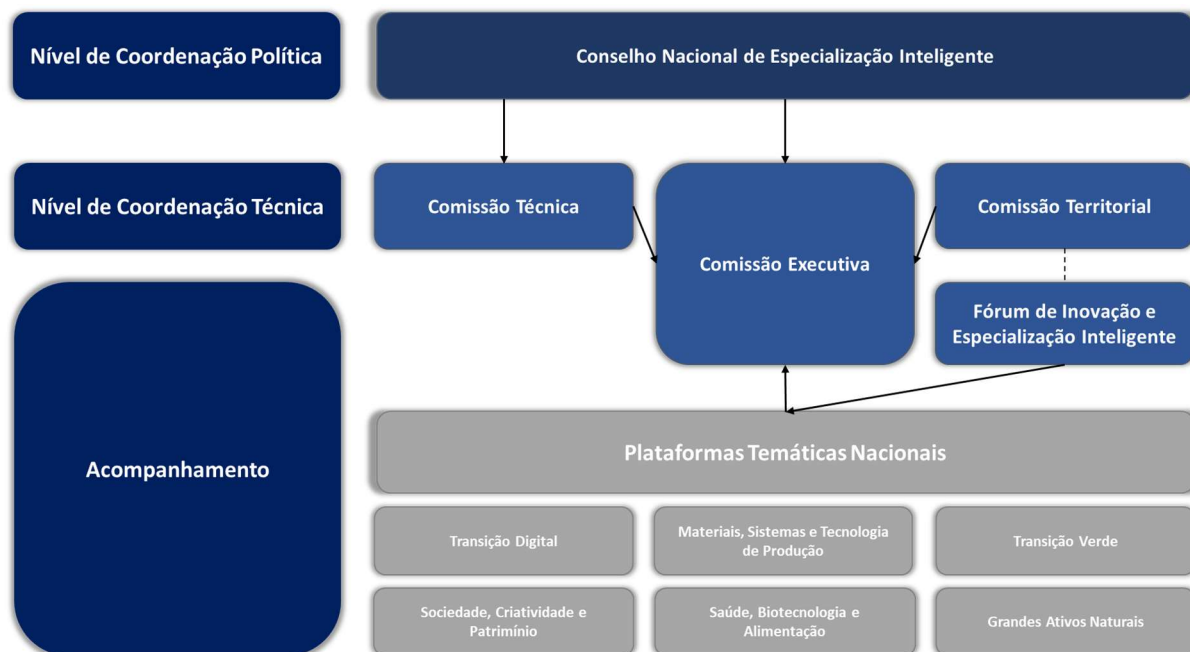 Nível de Coordenação Política
Conselho Nacional de Especialização Inteligente
Nível de Coordenação Técnica
Comissão Técnica
Comissão Executiva
Comissão Territorial
Fórum de Inovação e
Especialização Inteligente
Acompanhamento
Plataformas Temáticas Nacionais
Transição Digital
Materiais, Sistemas e Tecnologia
de Produção
Transição Verde
Sociedade, Criatividade e
Patrimínio
Saúde, Biotecnologia e
Alimentação
Grandes Ativos Naturais